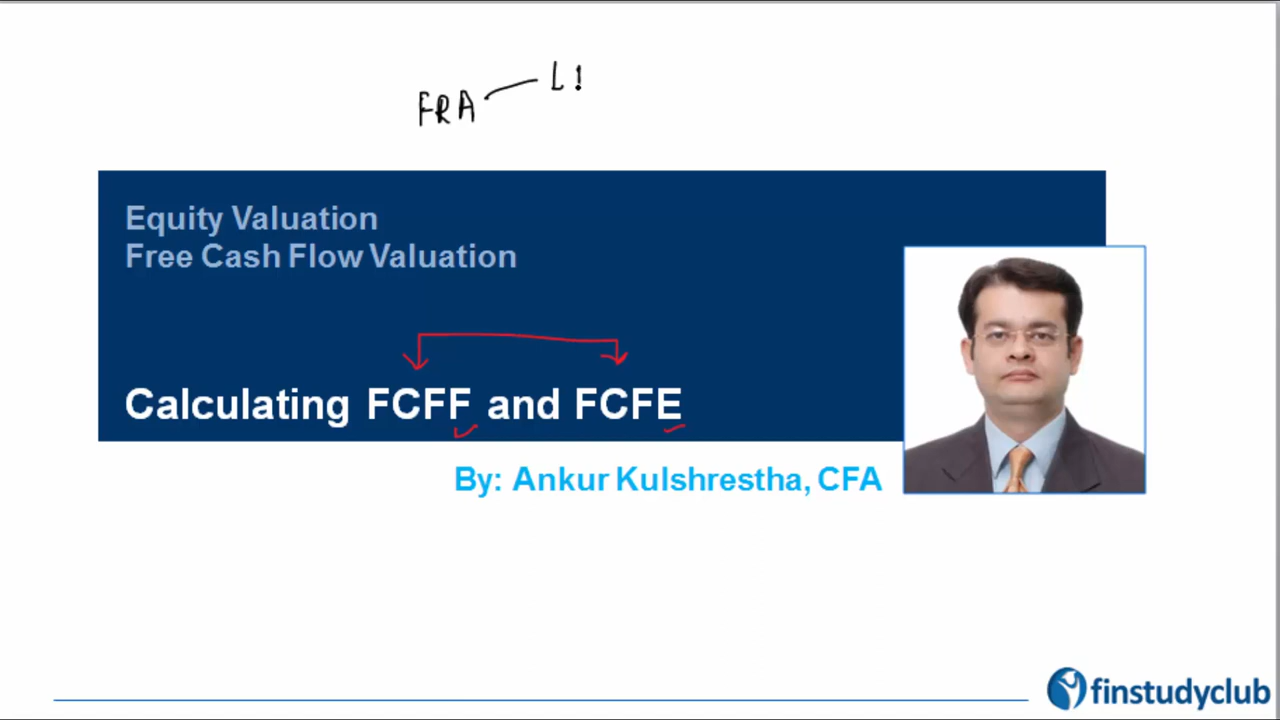 FRA — L1
Equity Valuation
Free Cash Flow Valuation
Calculating FCFF and FCFE
By: Ankur Kulshrestha, CFA
finstudyclub